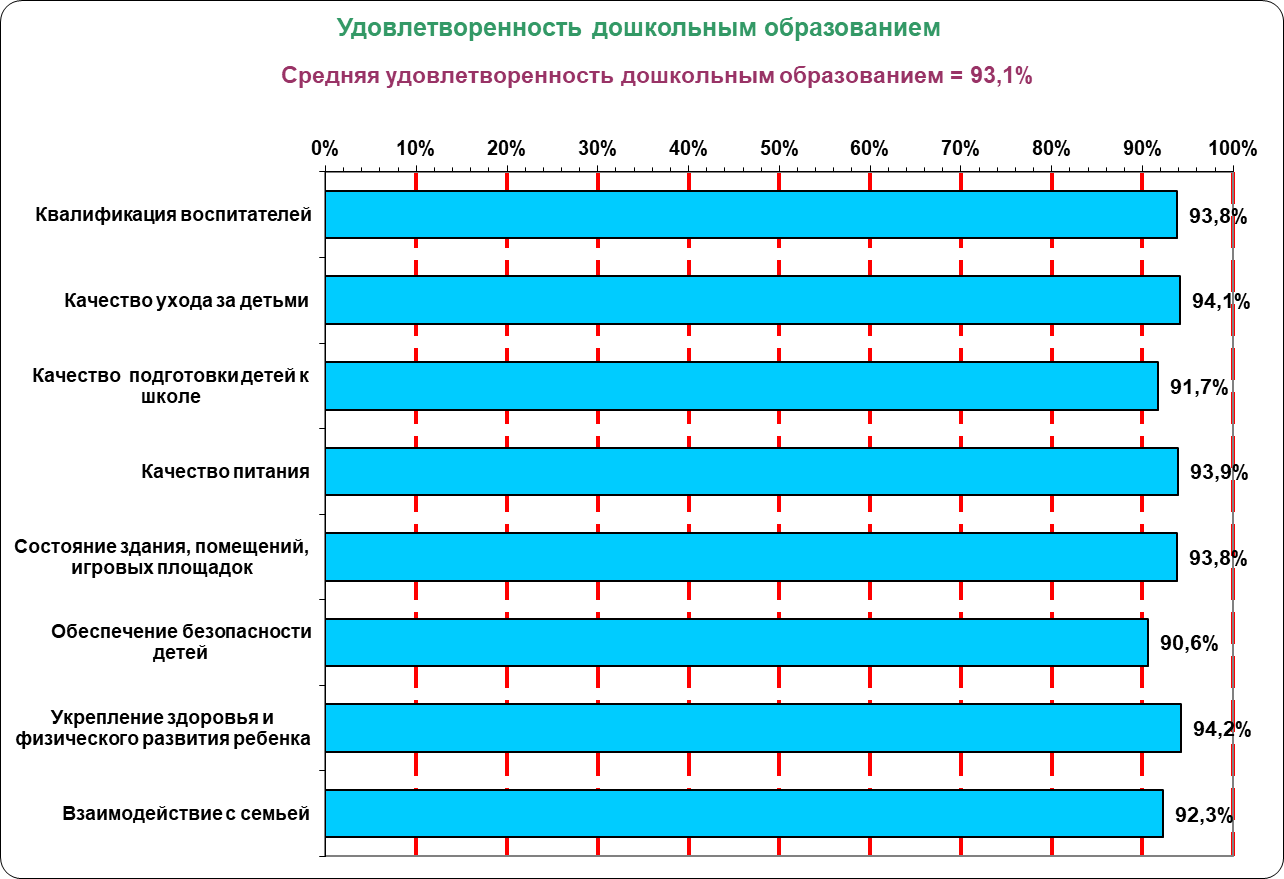 Удовлетворенность дошкольным образованием
Средняя удовлетворенность дошкольным образованием = 93,1%
0% 10% 20% 30% 40% 50% 60% 70% 80% 90% 100%
Квалификация воспитателей 93,8%
Качество ухода за детьми 94,1%
Качество подготовки детей к
школе 91,7%
Качество питания 93,9%
Состояние здания, помещений,
игровых площадок 93,8%
Обеспечение безопасности
детей 90,6%
Укрепление здоровья и
физического развития ребенка 94,2%
Взаимодействие с семьей 92,3%